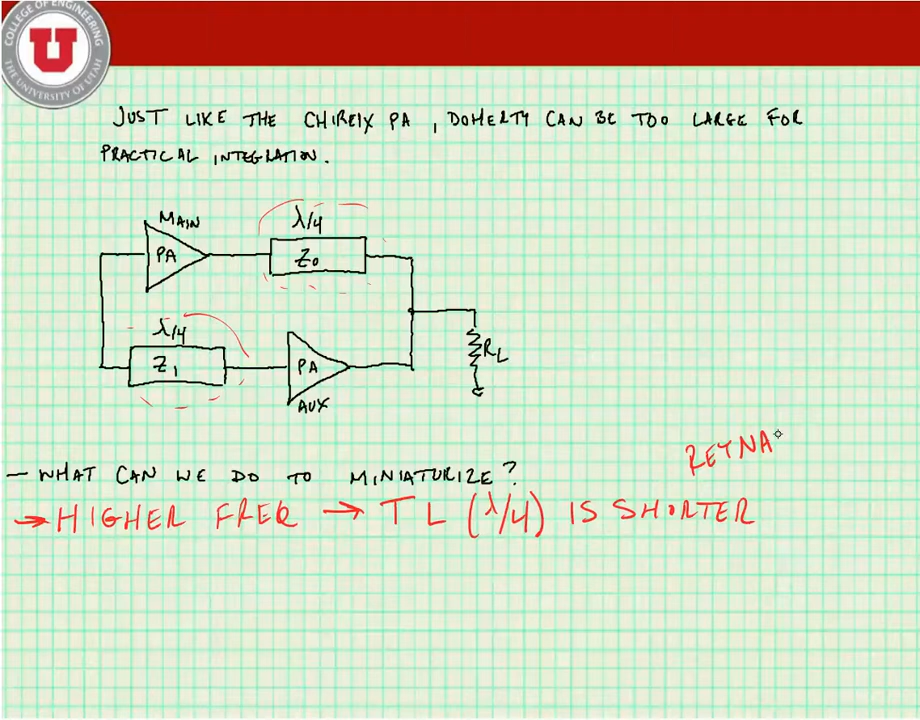 COLLEGE OF ENGINEERING
U
THE UNIVERSITY OF UTAH
JUST LIKE THE CHIREIX PA, DOHERTY CAN BE TOO LARGE FOR
PRACTICAL INTEGRATION.
MAIN
λ/4
PA
Z0
λ/4
Z1
PA
RL
AUX
REYNA
- WHAT CAN WE DO TO MINIATURIZE?
→ HIGHER FREQ → TL (λ/4) IS SHORTER